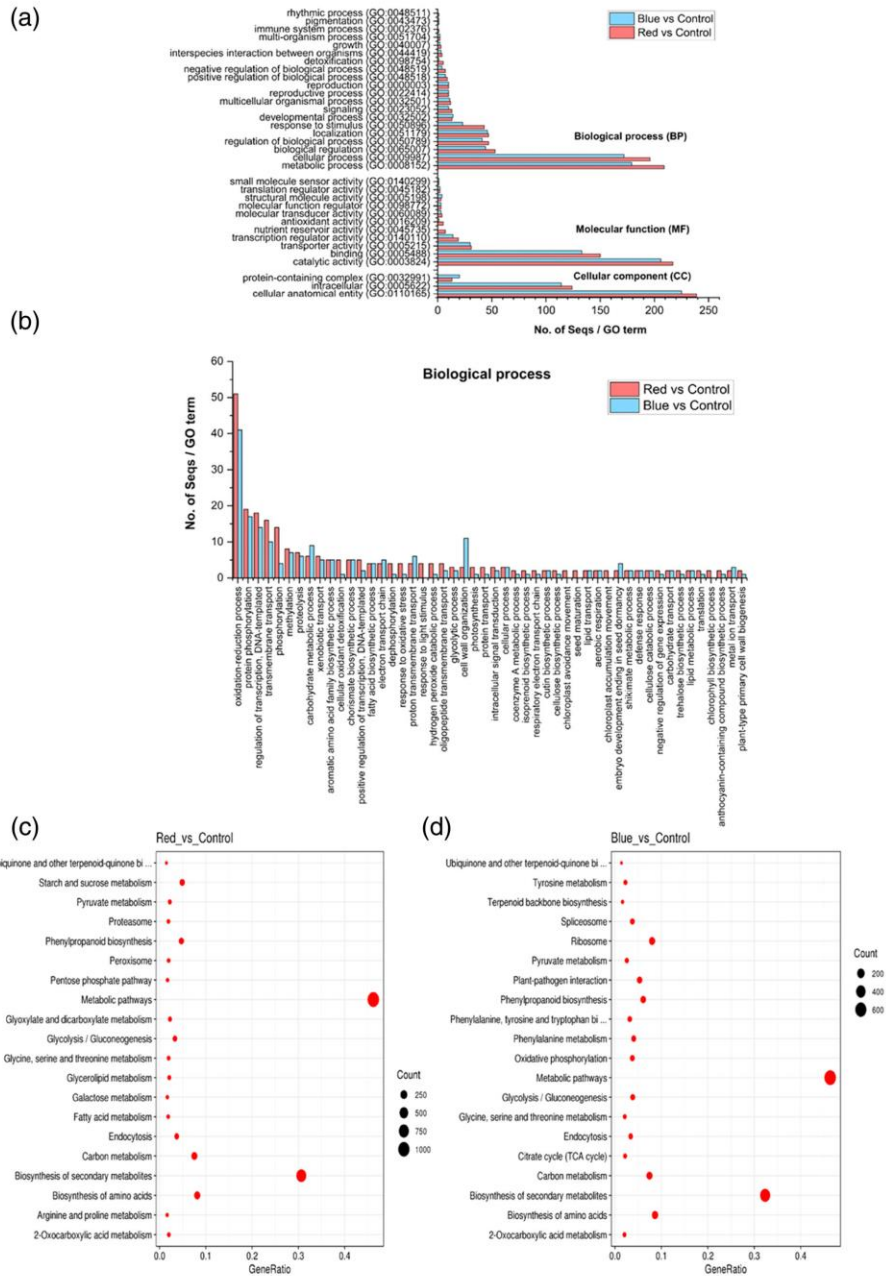 (a)
Blue vs Control
Red vs Control
rhythmic process (GO:0048511)
pigmentation (GO:0043473)
immune system process (GO:0002376)
multi-organism process (GO:0051704)
growth (GO:0040007)
interspecies interaction between organisms (GO:0044419)
detoxification (GO:0098754)
negative regulation of biological process (GO:0048519)
positive regulation of biological process (GO:0048518)
reproduction (GO:0000003)
reproductive process (GO:0022414)
multicellular organismal process (GO:0032501)
signaling (GO:0023052)
developmental process (GO:0032502)
response to stimulus (GO:0050896)
localization (GO:0051179)
regulation of biological process (GO:0050789)
biological regulation (GO:0065007)
cellular process (GO:0009987)
metabolic process (GO:0008152)
Biological process (BP)
small molecule sensor activity (GO:0140299)
translation regulator activity (GO:0045182)
structural molecule activity (GO:0005198)
molecular function regulator (GO:0098772)
molecular transducer activity (GO:0060089)
antioxidant activity (GO:0016209)
nutrient reservoir activity (GO:0045735)
transcription regulator activity (GO:0140110)
transporter activity (GO:0005215)
binding (GO:0005488)
catalytic activity (GO:0003824)
Molecular function (MF)
protein-containing complex (GO:0032991)
intracellular (GO:0005622)
cellular anatomical entity (GO:0110165)
Cellular component (CC)
0 50 100 150 200 250
No. of Seqs / GO term
(b)
Biological process
Red vs Control
Blue vs Control
No. of Seqs / GO term
60
50
40
30
20
10
0
oxidation-reduction process
protein phosphorylation
regulation of transcription, DNA-templated
transmembrane transport
phosphorylation
methylation
proteolysis
carbohydrate metabolic process
xenobiotic transport
aromatic amino acid family biosynthetic process
cellular oxidant detoxification
chorismate biosynthetic process
positive regulation of transcription, DNA-templated
fatty acid biosynthetic process
electron transport chain
dephosphorylation
response to oxidative stress
proton transmembrane transport
response to light stimulus
hydrogen peroxide catabolic process
oligopeptide transmembrane transport
glycolytic process
cell wall organization
photosynthesis
protein transport
intracellular signal transduction
cellular process
coenzyme A metabolic process
isoprenoid biosynthetic process
respiratory electron transport chain
cutin biosynthetic process
cellulose biosynthetic process
chloroplast avoidance movement
seed maturation
lipid transport
aerobic respiration
chloroplast accumulation movement
embryo development ending in seed dormancy
shikimate metabolic process
defense response
cellulose catabolic process
negative regulation of gene expression
carbohydrate transport
trehalose biosynthetic process
lipid metabolic process
translation
chlorophyll biosynthetic process
anthocyanin-containing compound biosynthetic process
metal ion transport
plant-type primary cell wall biogenesis
(c)
Red_vs_Control
iquinone and other terpenoid-quinone bi ...
Starch and sucrose metabolism
Pyruvate metabolism
Proteasome
Phenylpropanoid biosynthesis
Peroxisome
Pentose phosphate pathway
Metabolic pathways
Glyoxylate and dicarboxylate metabolism
Glycolysis / Gluconeogenesis
Glycine, serine and threonine metabolism
Glycerolipid metabolism
Galactose metabolism
Fatty acid metabolism
Endocytosis
Carbon metabolism
Biosynthesis of secondary metabolites
Biosynthesis of amino acids
Arginine and proline metabolism
2-Oxocarboxylic acid metabolism
0.0 0.1 0.2 0.3 0.4
GeneRatio
Count
250
500
750
1000
(d)
Blue_vs_Control
Ubiquinone and other terpenoid-quinone bi ...
Tyrosine metabolism
Terpenoid backbone biosynthesis
Spliceosome
Ribosome
Pyruvate metabolism
Plant-pathogen interaction
Phenylpropanoid biosynthesis
Phenylalanine, tyrosine and tryptophan bi ...
Phenylalanine metabolism
Oxidative phosphorylation
Metabolic pathways
Glycolysis / Gluconeogenesis
Glycine, serine and threonine metabolism
Endocytosis
Citrate cycle (TCA cycle)
Carbon metabolism
Biosynthesis of secondary metabolites
Biosynthesis of amino acids
2-Oxocarboxylic acid metabolism
0.0 0.1 0.2 0.3 0.4
GeneRatio
Count
200
400
600